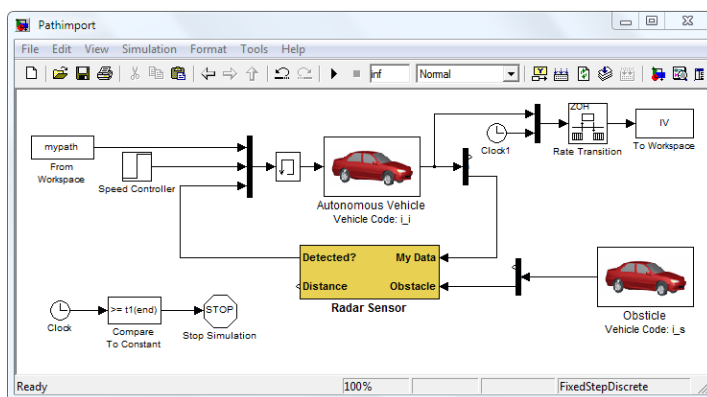 Pathimport
File Edit View Simulation Format Tools Help
inf Normal
mypath
From
Workspace
Speed Controller
Autonomous Vehicle
Vehicle Code: i_i
Clock1
ZOH
Rate Transition
IV
To Workspace
Detected? My Data
Distance Obstacle
Radar Sensor
Obsticle
Vehicle Code: i_s
Clock
>= t1(end)
Compare
To Constant
STOP
Stop Simulation
Ready 100% FixedStepDiscrete